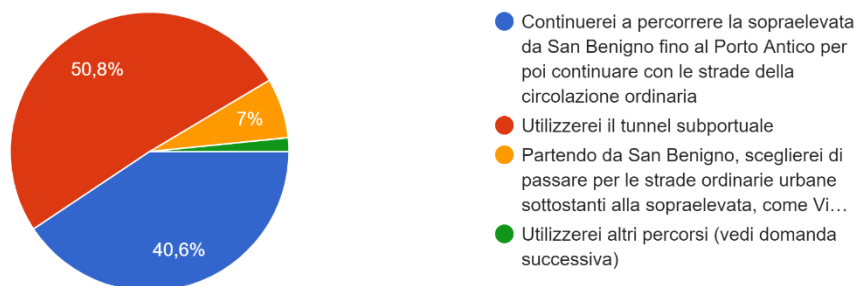 50,8%
7%
40,6%
Continuerei a percorrere la sopraelevata
da San Benigno fino al Porto Antico per
poi continuare con le strade della
circolazione ordinaria
Utilizzerei il tunnel subportuale
Partendo da San Benigno, sceglierei di
passare per le strade ordinarie urbane
sottostanti alla sopraelevata, come Vi…
Utilizzerei altri percorsi (vedi domanda
successiva)